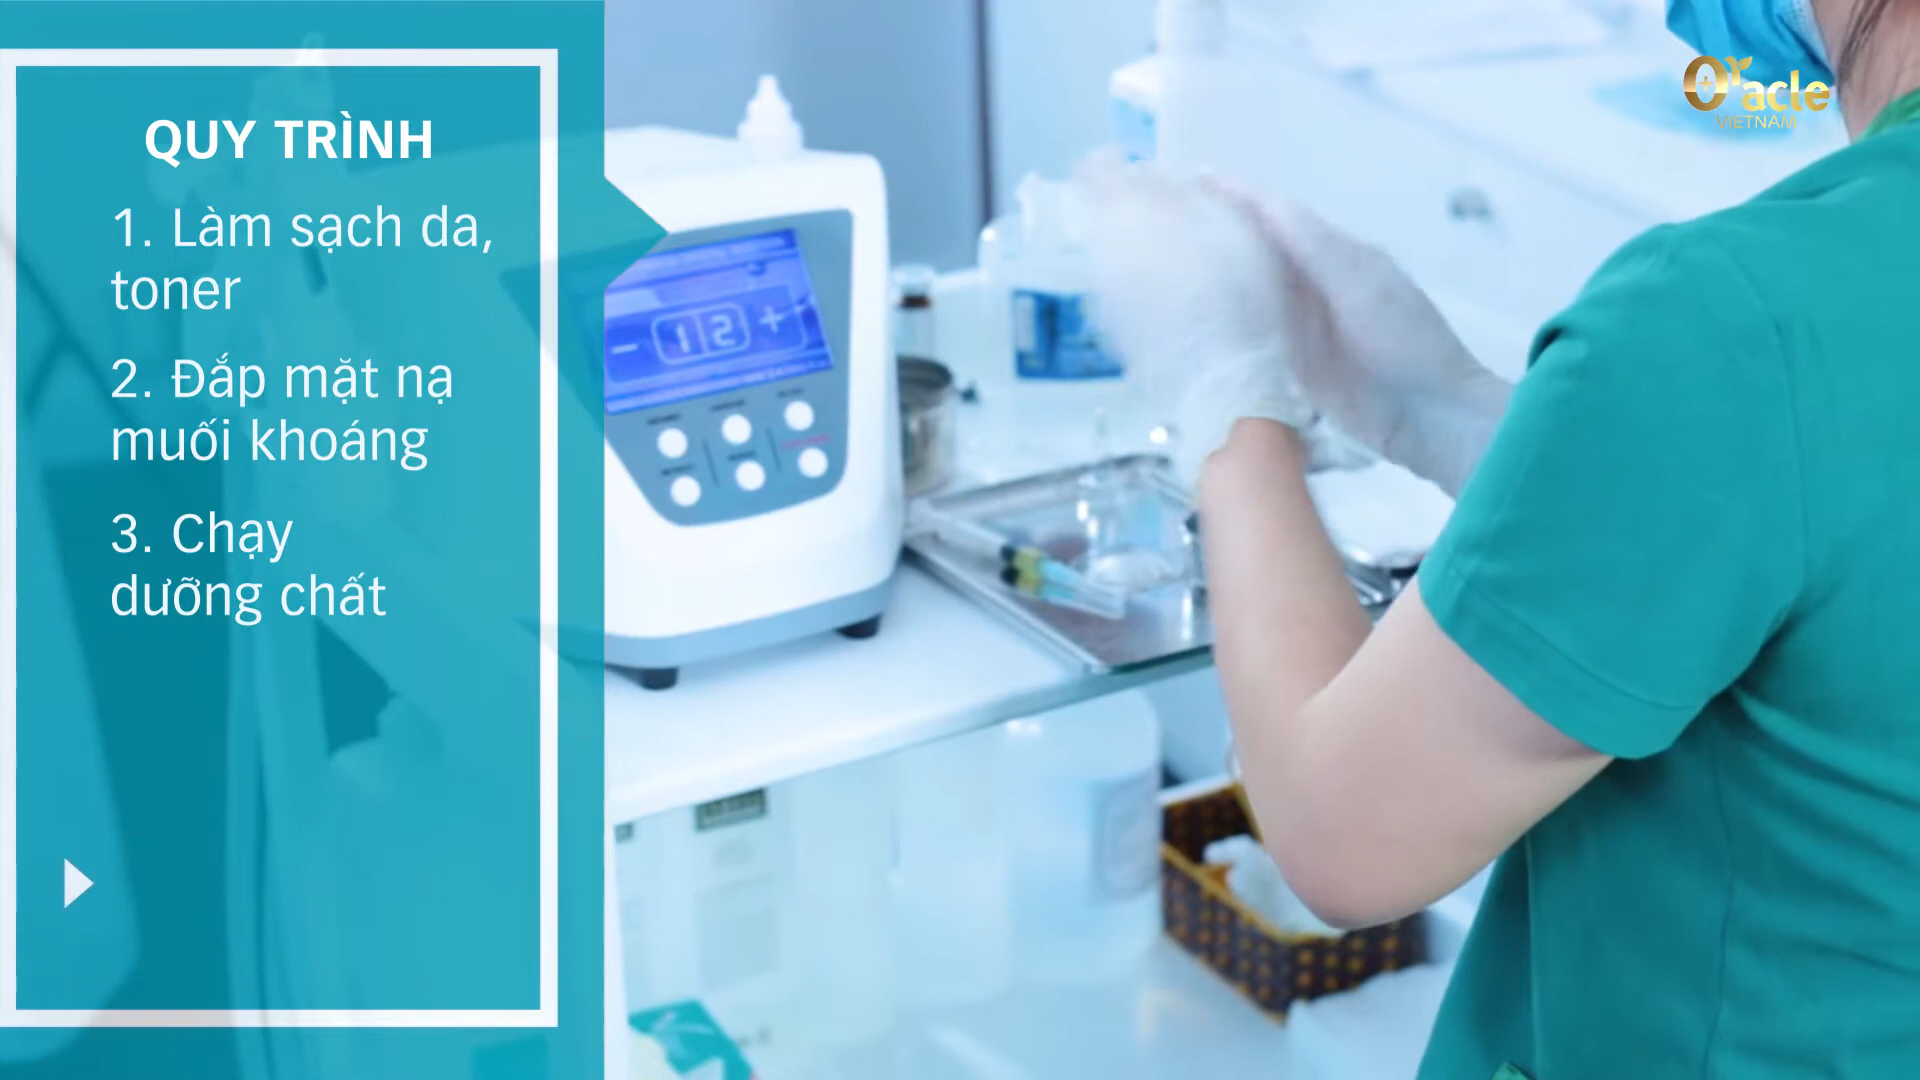 QUY TRÌNH
1. Làm sạch da,
toner
2. Đắp mặt nạ
muối khoáng
3. Chạy
dưỡng chất
Oracle
VIETNAM